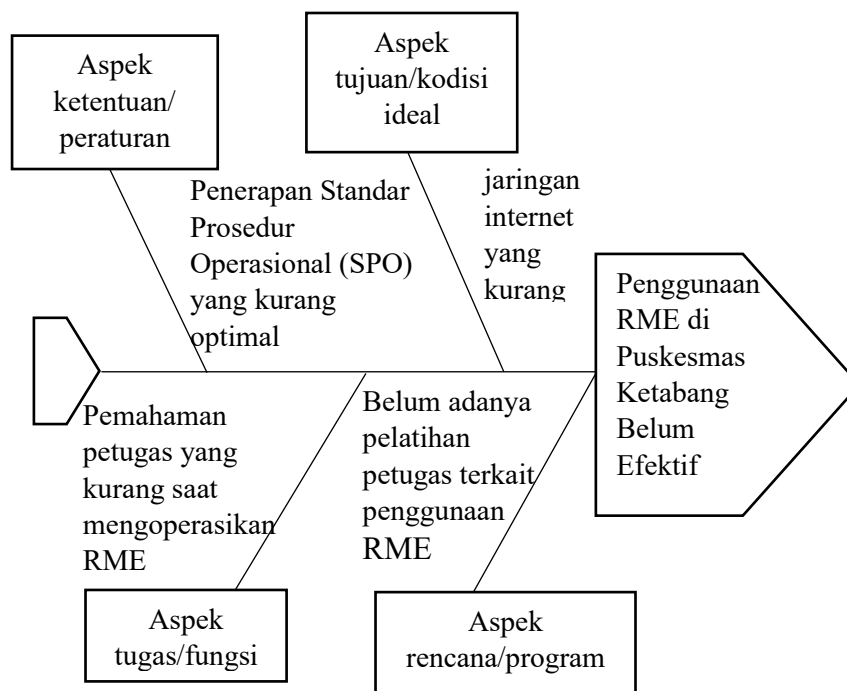 Aspek
ketentuan/
peraturan
Aspek
tujuan/kodisi
ideal
Penerapan Standar
Prosedur
Operasional (SPO)
yang kurang
optimal
jaringan
internet
yang
kurang
Penggunaan
RME di
Puskesmas
Ketabang
Belum
Efektif
Pemahaman
petugas yang
kurang saat
mengoperasikan
RME
Belum adanya
pelatihan
petugas terkait
penggunaan
RME
Aspek
tugas/fungsi
Aspek
rencana/program